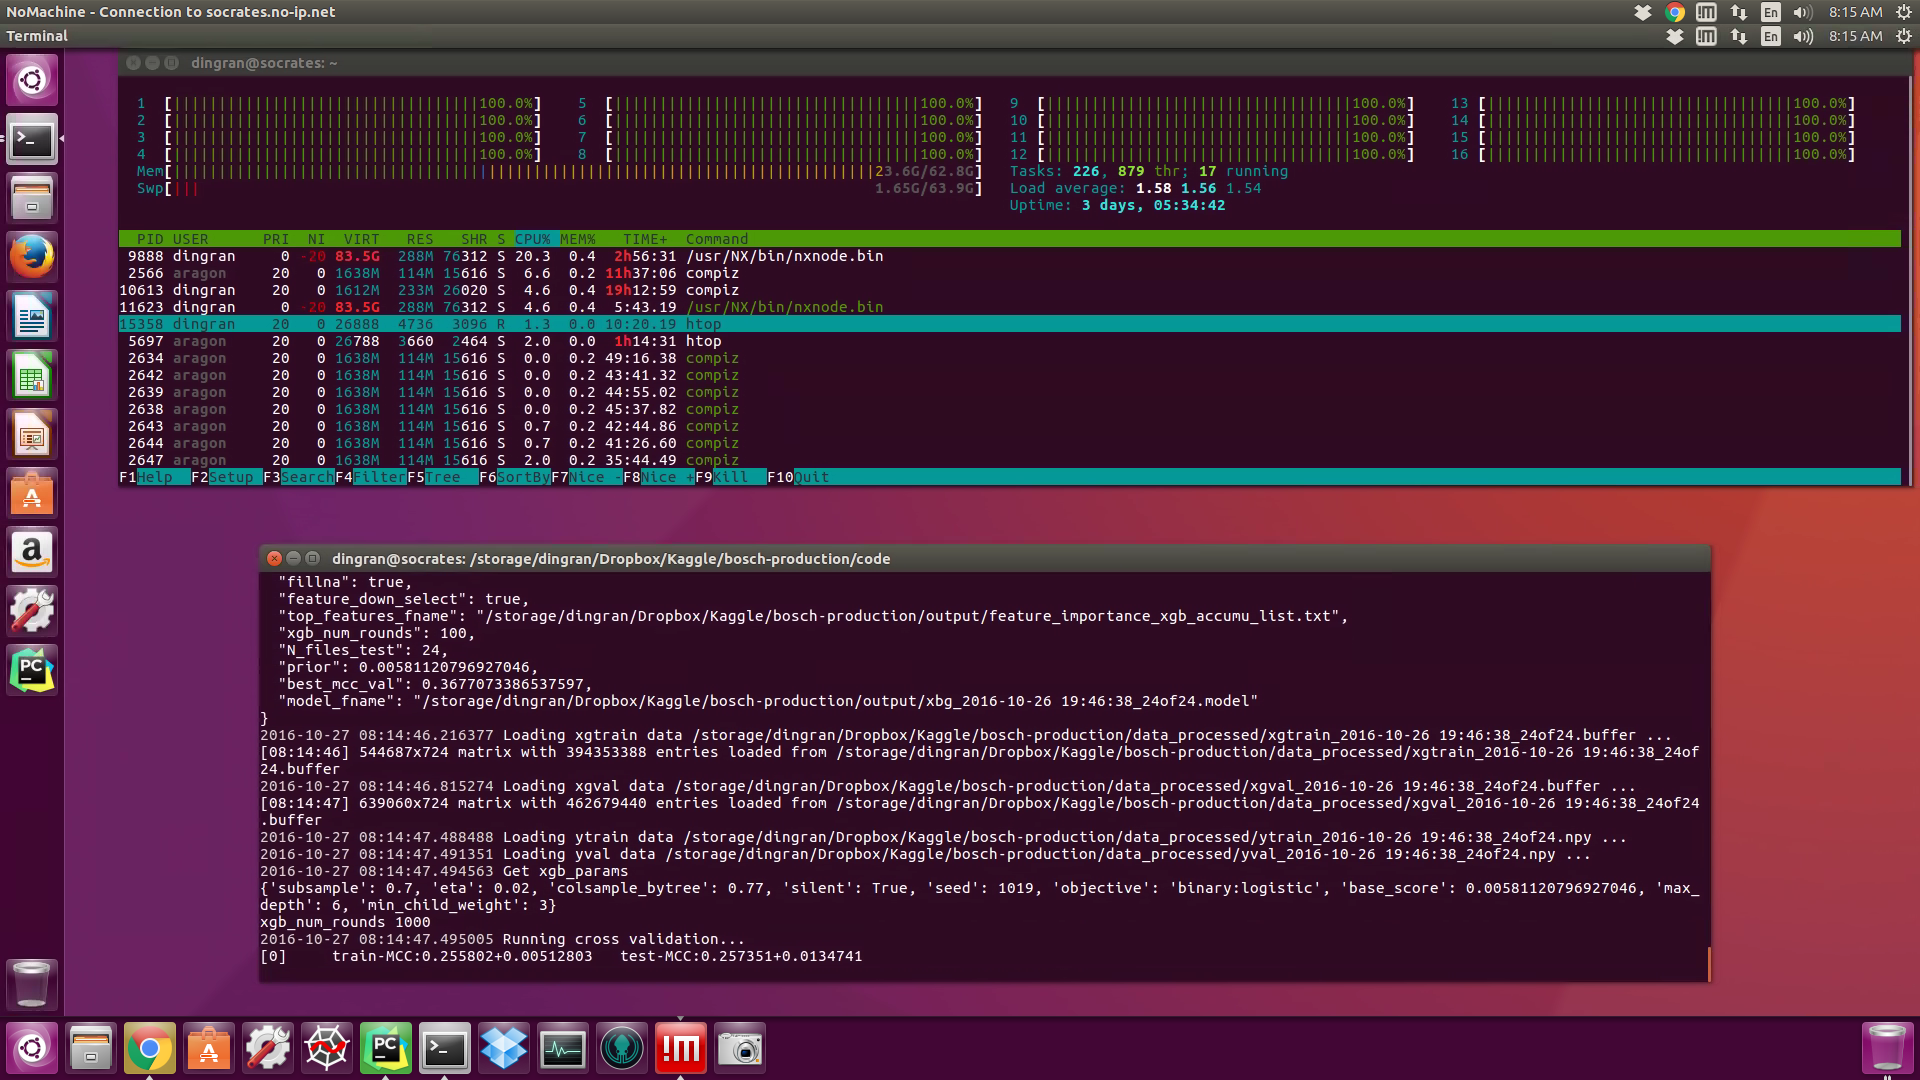 NoMachine - Connection to socrates.no-ip.net
En 8:15 AM
Terminal
En 8:15 AM
dingran@socrates: ~
1 [100.0%] 5 [100.0%] 9 [100.0%] 13 [100.0%]
2 [100.0%] 6 [100.0%] 10 [100.0%] 14 [100.0%]
3 [100.0%] 7 [100.0%] 11 [100.0%] 15 [100.0%]
4 [100.0%] 8 [100.0%] 12 [100.0%] 16 [100.0%]
Mem[23.6G/62.8G] Tasks: 226, 879 thr; 17 running
Swp[1.65G/63.9G] Load average: 1.58 1.56 1.54
Uptime: 3 days, 05:34:42
PID USER PRI NI VIRT RES SHR S CPU% MEM% TIME+ Command
9888 dingran 0 -20 83.5G 288M 76312 S 20.3 0.4 2h56:31 /usr/NX/bin/nxnode.bin
2566 aragon 20 0 1638M 114M 15616 S 6.6 0.2 11h37:06 compiz
10613 dingran 20 0 1612M 233M 26020 S 4.6 0.4 19h12:59 compiz
11623 dingran 0 -20 83.5G 288M 76312 S 4.6 0.4 5:43.19 /usr/NX/bin/nxnode.bin
15358 dingran 20 0 26888 4736 3096 R 1.3 0.0 10:20.19 htop
5697 aragon 20 0 26788 3660 2464 S 2.0 0.0 1h14:31 htop
2634 aragon 20 0 1638M 114M 15616 S 0.0 0.2 49:16.38 compiz
2642 aragon 20 0 1638M 114M 15616 S 0.0 0.2 43:41.32 compiz
2639 aragon 20 0 1638M 114M 15616 S 0.0 0.2 44:55.02 compiz
2638 aragon 20 0 1638M 114M 15616 S 0.0 0.2 45:37.82 compiz
2643 aragon 20 0 1638M 114M 15616 S 0.7 0.2 42:44.86 compiz
2644 aragon 20 0 1638M 114M 15616 S 0.7 0.2 41:26.60 compiz
2647 aragon 20 0 1638M 114M 15616 S 2.0 0.2 35:44.49 compiz
F1Help F2Setup F3SearchF4FilterF5Tree F6SortByF7Nice -F8Nice +F9Kill F10Quit
dingran@socrates: /storage/dingran/Dropbox/Kaggle/bosch-production/code
"fillna": true,
"feature_down_select": true,
"top_features_fname": "/storage/dingran/Dropbox/Kaggle/bosch-production/output/feature_importance_xgb_accumu_list.txt",
"xgb_num_rounds": 100,
"N_files_test": 24,
"prior": 0.00581120796927046,
"best_mcc_val": 0.3677073386537597,
"model_fname": "/storage/dingran/Dropbox/Kaggle/bosch-production/output/xbg_2016-10-26 19:46:38_24of24.model"
}
2016-10-27 08:14:46.216377 Loading xgtrain data /storage/dingran/Dropbox/Kaggle/bosch-production/data_processed/xgtrain_2016-10-26 19:46:38_24of24.buffer ...
[08:14:46] 544687x724 matrix with 394353388 entries loaded from /storage/dingran/Dropbox/Kaggle/bosch-production/data_processed/xgtrain_2016-10-26 19:46:38_24of
24.buffer
2016-10-27 08:14:46.815274 Loading xgval data /storage/dingran/Dropbox/Kaggle/bosch-production/data_processed/xgval_2016-10-26 19:46:38_24of24.buffer ...
[08:14:47] 639060x724 matrix with 462679440 entries loaded from /storage/dingran/Dropbox/Kaggle/bosch-production/data_processed/xgval_2016-10-26 19:46:38_24of24
.buffer
2016-10-27 08:14:47.488488 Loading ytrain data /storage/dingran/Dropbox/Kaggle/bosch-production/data_processed/ytrain_2016-10-26 19:46:38_24of24.npy ...
2016-10-27 08:14:47.491351 Loading yval data /storage/dingran/Dropbox/Kaggle/bosch-production/data_processed/yval_2016-10-26 19:46:38_24of24.npy ...
2016-10-27 08:14:47.494563 Get xgb_params
{'subsample': 0.7, 'eta': 0.02, 'colsample_bytree': 0.77, 'silent': True, 'seed': 1019, 'objective': 'binary:logistic', 'base_score': 0.00581120796927046, 'max_
depth': 6, 'min_child_weight': 3}
xgb_num_rounds 1000
2016-10-27 08:14:47.495005 Running cross validation...
[0] train-MCC:0.255802+0.00512803 test-MCC:0.257351+0.0134741